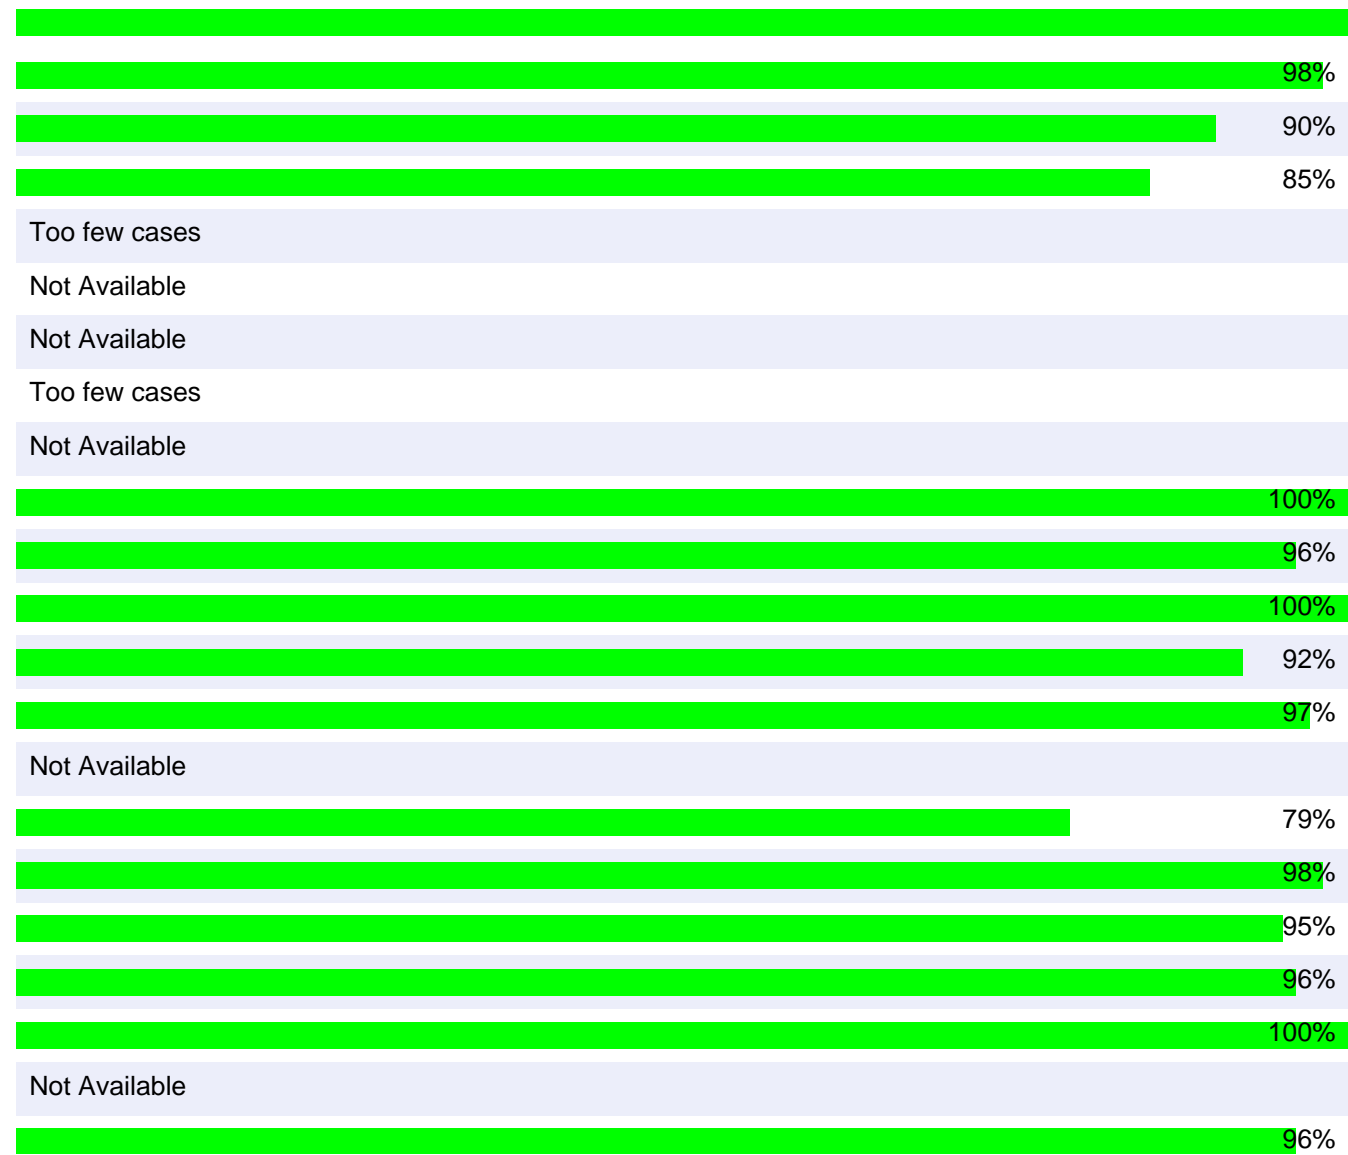 98%
90%
85%
Too few cases
Not Available
Not Available
Too few cases
Not Available
100%
96%
100%
92%
97%
Not Available
79%
98%
95%
96%
100%
Not Available
96%